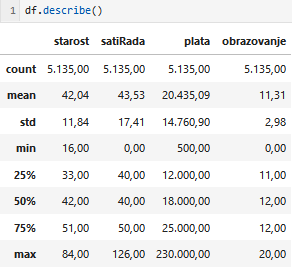 1 df.describe()
starost satiRada plata obrazovanje
count 5.135,00 5.135,00 5.135,00 5.135,00
mean 42,04 43,53 20.435,09 11,31
std 11,84 17,41 14.760,90 2,98
min 16,00 0,00 500,00 0,00
25% 33,00 40,00 12.000,00 11,00
50% 42,00 40,00 18.000,00 12,00
75% 51,00 50,00 25.000,00 12,00
max 84,00 126,00 230.000,00 20,00